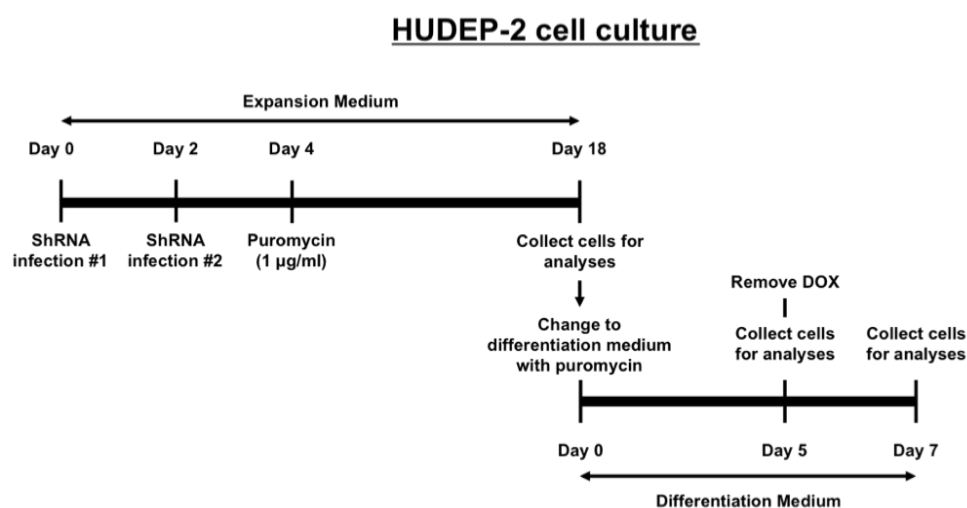 HUDEP-2 cell culture
Expansion Medium
Day 0
Day 2
Day 4
Day 18
ShRNA
infection #1
ShRNA
infection #2
Puromycin
(1 µg/ml)
Collect cells for
analyses
Change to
differentiation medium
with puromycin
Remove DOX
Collect cells
for analyses
Collect cells
for analyses
Day 0
Day 5
Day 7
Differentiation Medium